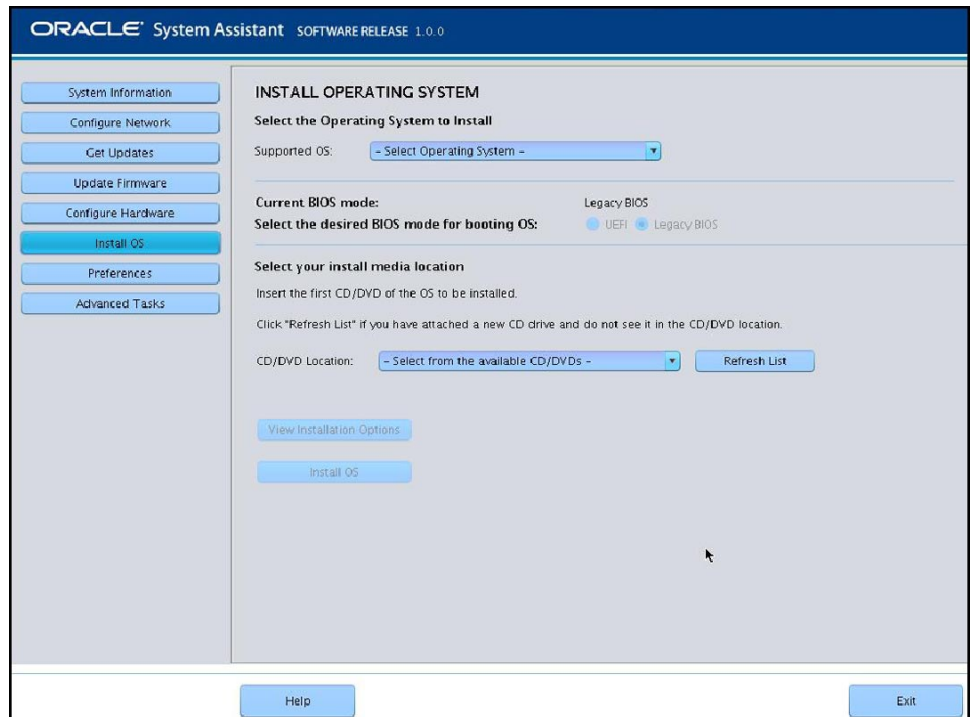 ORACLE System Assistant SOFTWARE RELEASE 1.0.0
System Information
Configure Network
Get Updates
Update Firmware
Configure Hardware
Install OS
Preferences
Advanced Tasks
INSTALL OPERATING SYSTEM
Select the Operating System to Install
Supported OS: - Select Operating System -
Current BIOS mode: Legacy BIOS
Select the desired BIOS mode for booting OS: UEFI Legacy BIOS
Select your install media location
Insert the first CD/DVD of the OS to be installed.
Click "Refresh List" if you have attached a new CD drive and do not see it in the CD/DVD location.
CD/DVD Location: - Select from the available CD/DVDs - Refresh List
View Installation Options
Install OS
Help Exit